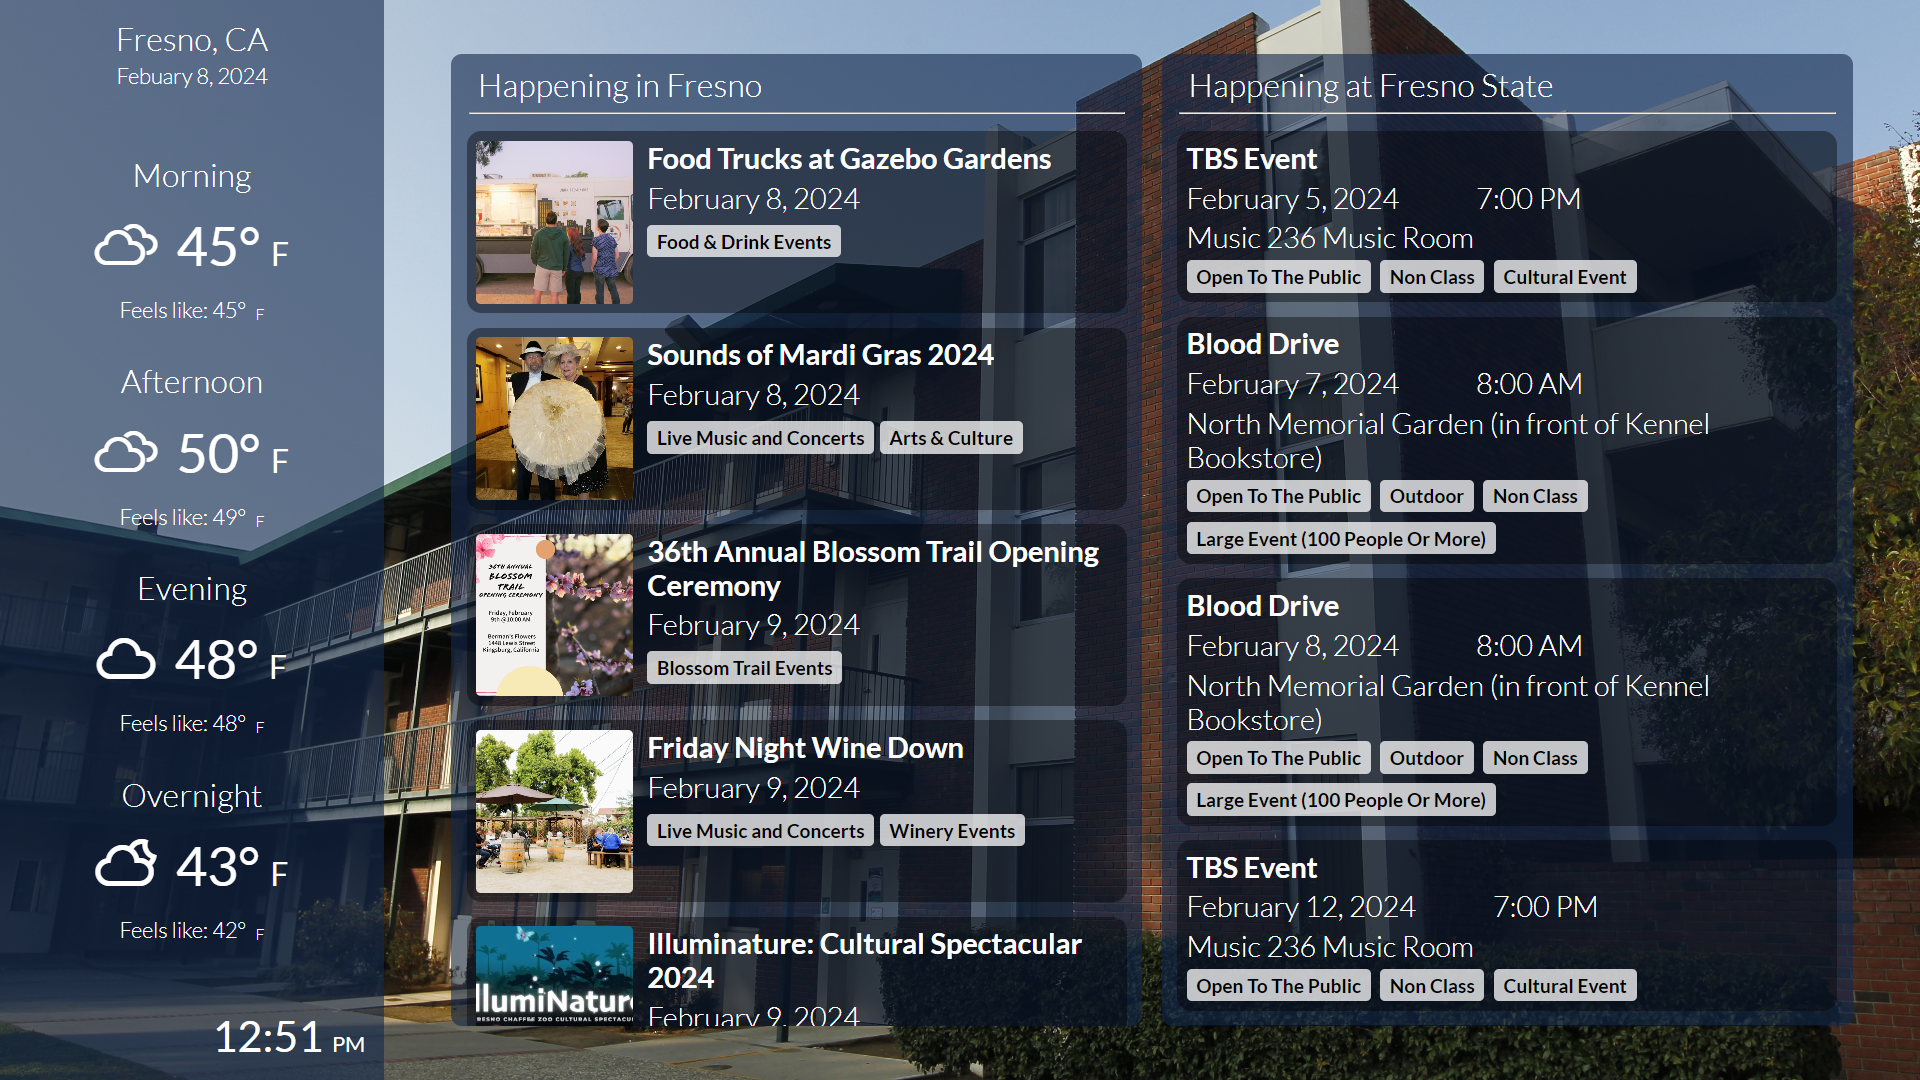 Fresno, CA
Febuary 8, 2024
Morning
45° F
Feels like: 45° F
Afternoon
50° F
Feels like: 49° F
Evening
48° F
Feels like: 48° F
Overnight
43° F
Feels like: 42° F
12:51 PM
Happening in Fresno
Food Trucks at Gazebo Gardens
February 8, 2024
Food & Drink Events
Sounds of Mardi Gras 2024
February 8, 2024
Live Music and Concerts Arts & Culture
36TH ANNUAL
BLOSSOM
TRAIL
OPENING CEREMONY
Friday, February
9th @ 10:00 AM
Berman's Flowers
1448 Lewis Street
Kingsburg, California
36th Annual Blossom Trail Opening
Ceremony
February 9, 2024
Blossom Trail Events
Friday Night Wine Down
February 9, 2024
Live Music and Concerts Winery Events
IllumiNature
FRESNO CHAFFEE ZOO CULTURAL SPECTACU
Illuminature: Cultural Spectacular
2024
February 9, 2024
Happening at Fresno State
TBS Event
February 5, 2024 7:00 PM
Music 236 Music Room
Open To The Public Non Class Cultural Event
Blood Drive
February 7, 2024 8:00 AM
North Memorial Garden (in front of Kennel
Bookstore)
Open To The Public Outdoor Non Class
Large Event (100 People Or More)
Blood Drive
February 8, 2024 8:00 AM
North Memorial Garden (in front of Kennel
Bookstore)
Open To The Public Outdoor Non Class
Large Event (100 People Or More)
TBS Event
February 12, 2024 7:00 PM
Music 236 Music Room
Open To The Public Non Class Cultural Event